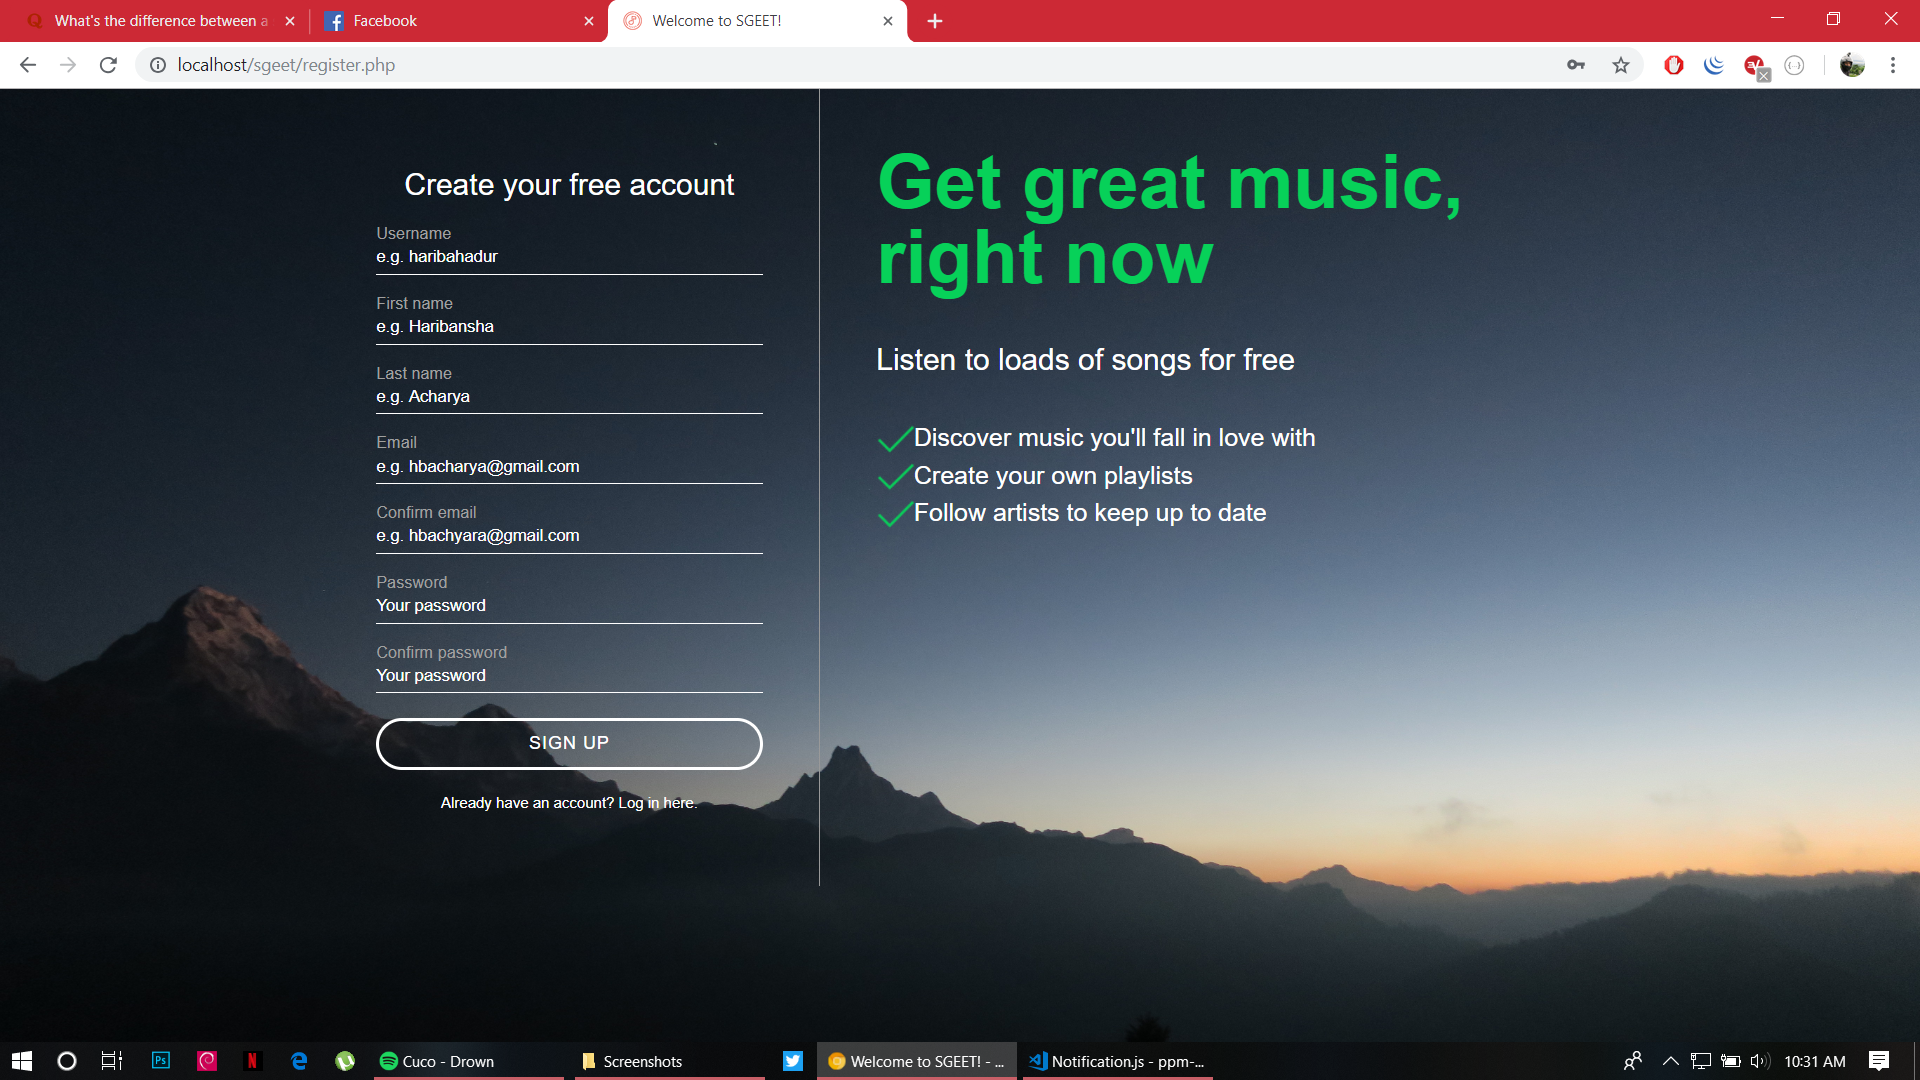 What's the difference between a
Facebook
Welcome to SGEET!
localhost/sgeet/register.php
Create your free account
Username
e.g. haribahadur
First name
e.g. Haribansha
Last name
e.g. Acharya
Email
e.g. hbacharya@gmail.com
Confirm email
e.g. hbachyara@gmail.com
Password
Your password
Confirm password
Your password
SIGN UP
Already have an account? Log in here.
Get great music,
right now
Listen to loads of songs for free
Discover music you'll fall in love with
Create your own playlists
Follow artists to keep up to date
Ps
N
Cuco - Drown
Screenshots
Welcome to SGEET! - ...
Notification.js - ppm-...
10:31 AM